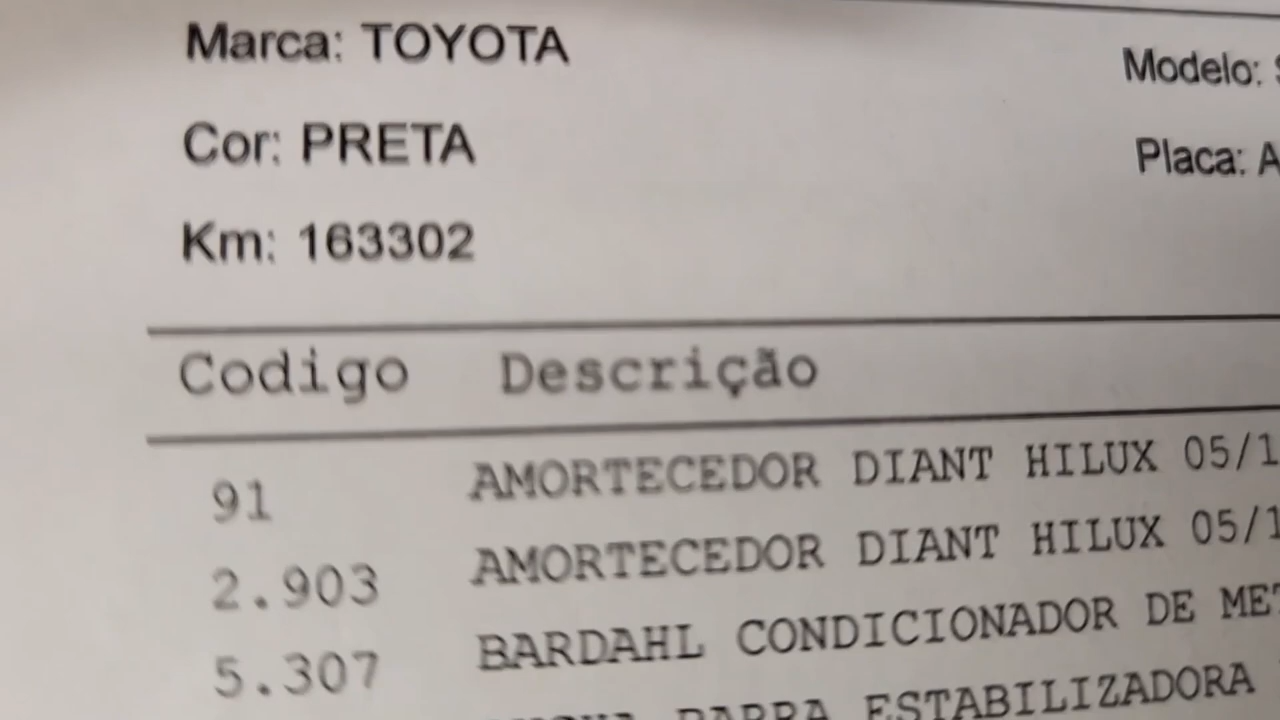 Marca: TOYOTA
Modelo:
Cor: PRETA
Placa: A
Km: 163302
Codigo Descrição
91 AMORTECEDOR DIANT HILUX 05/1
2.903 AMORTECEDOR DIANT HILUX 05/1
5.307 BARDAHL CONDICIONADOR DE MET
BARRA ESTABILIZADORA